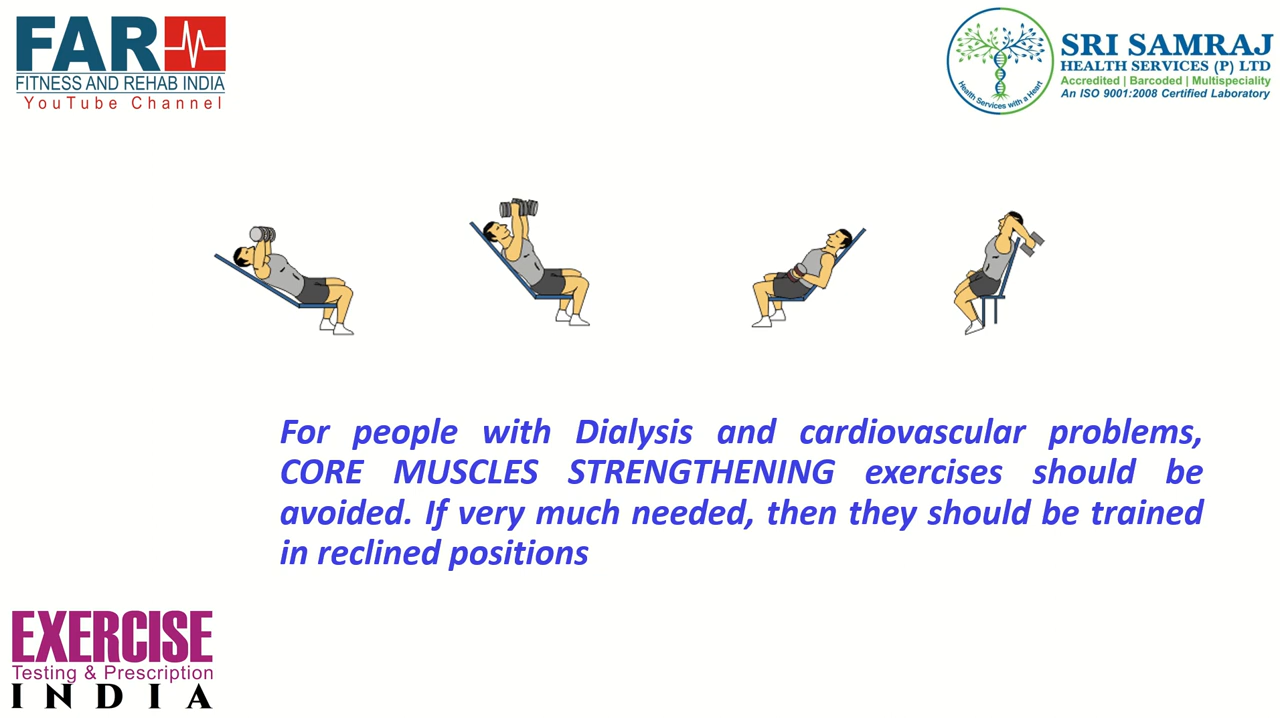 FAR
FITNESS AND REHAB INDIA
YouTube Channel
SRI SAMRAJ
HEALTH SERVICES (P) LTD
Accredited | Barcoded | Multispeciality
An ISO 9001:2008 Certified Laboratory
Health Services with a Heart
For people with Dialysis and cardiovascular problems,
CORE MUSCLES STRENGTHENING exercises should be
avoided. If very much needed, then they should be trained
in reclined positions
EXERCISE
Testing & Prescription
INDIA